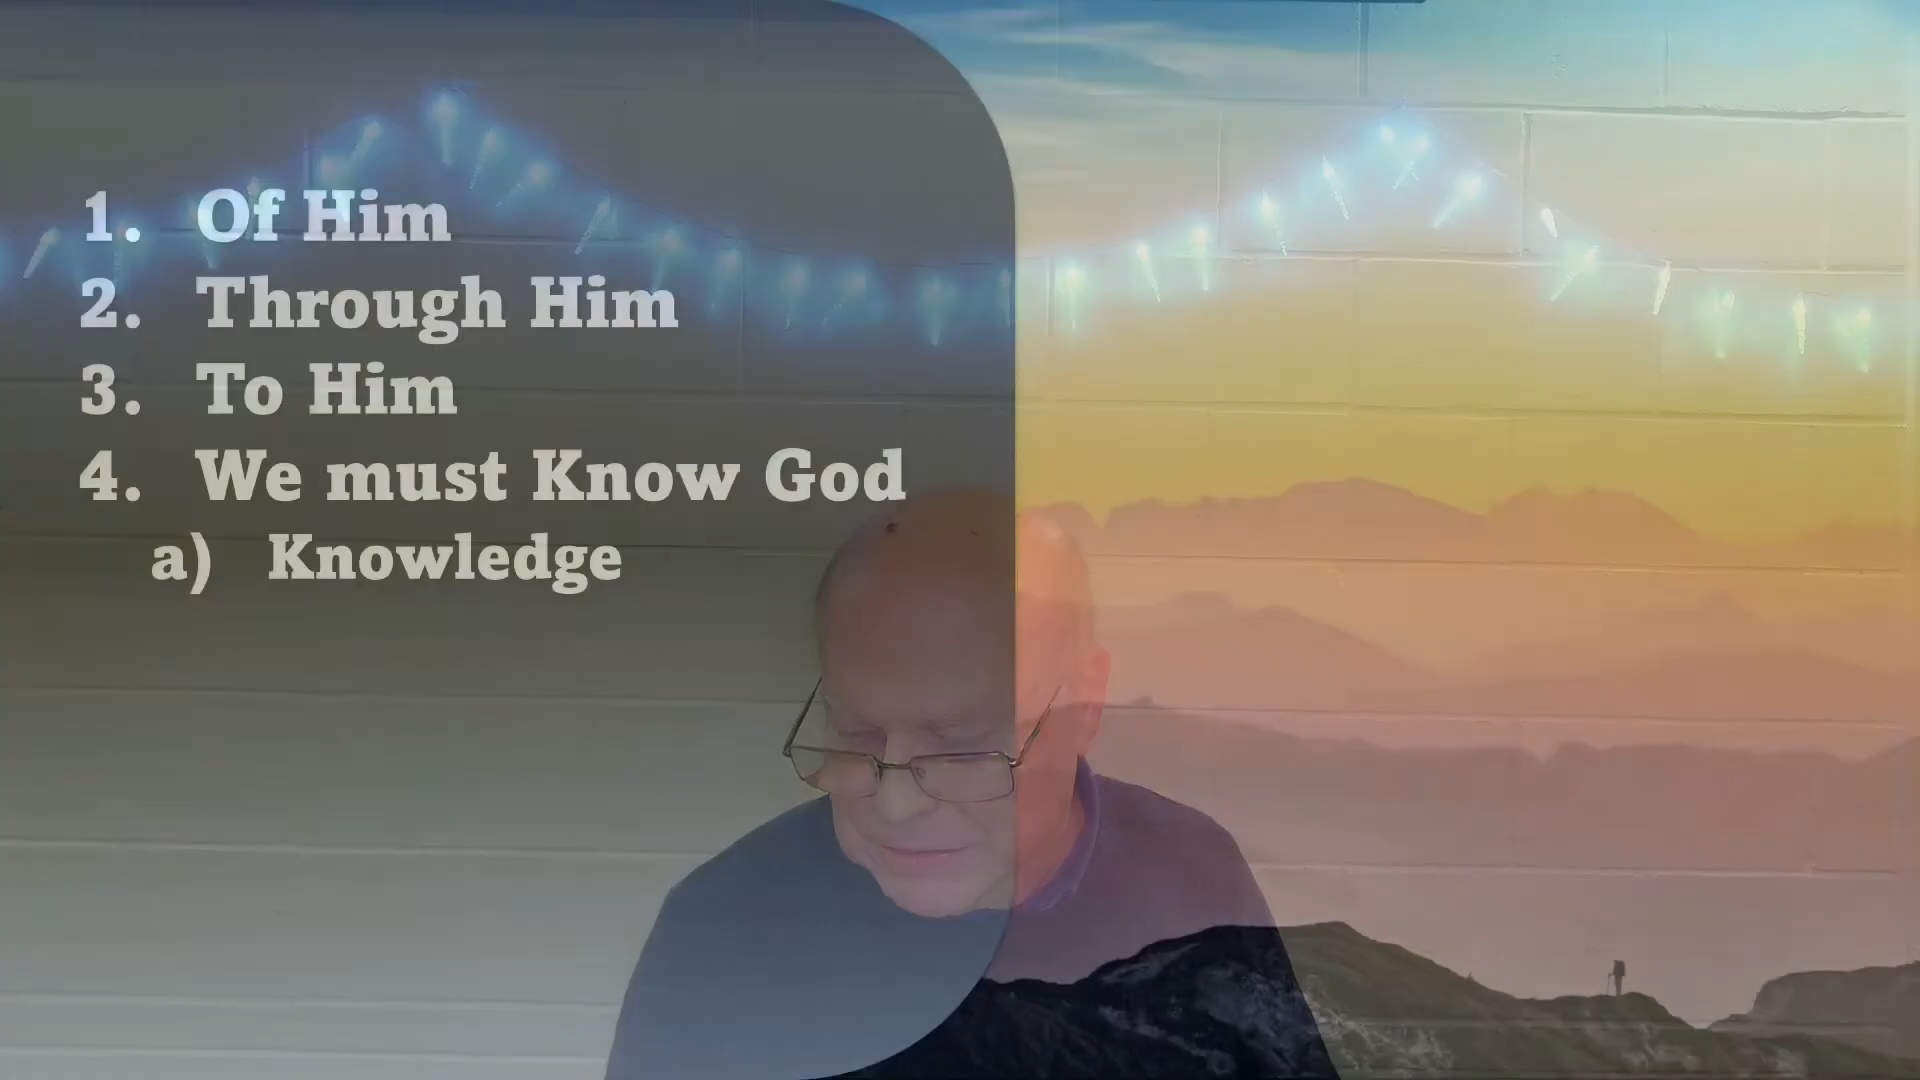 1. Of Him
2. Through Him
3. To Him
4. We must Know God
a) Knowledge